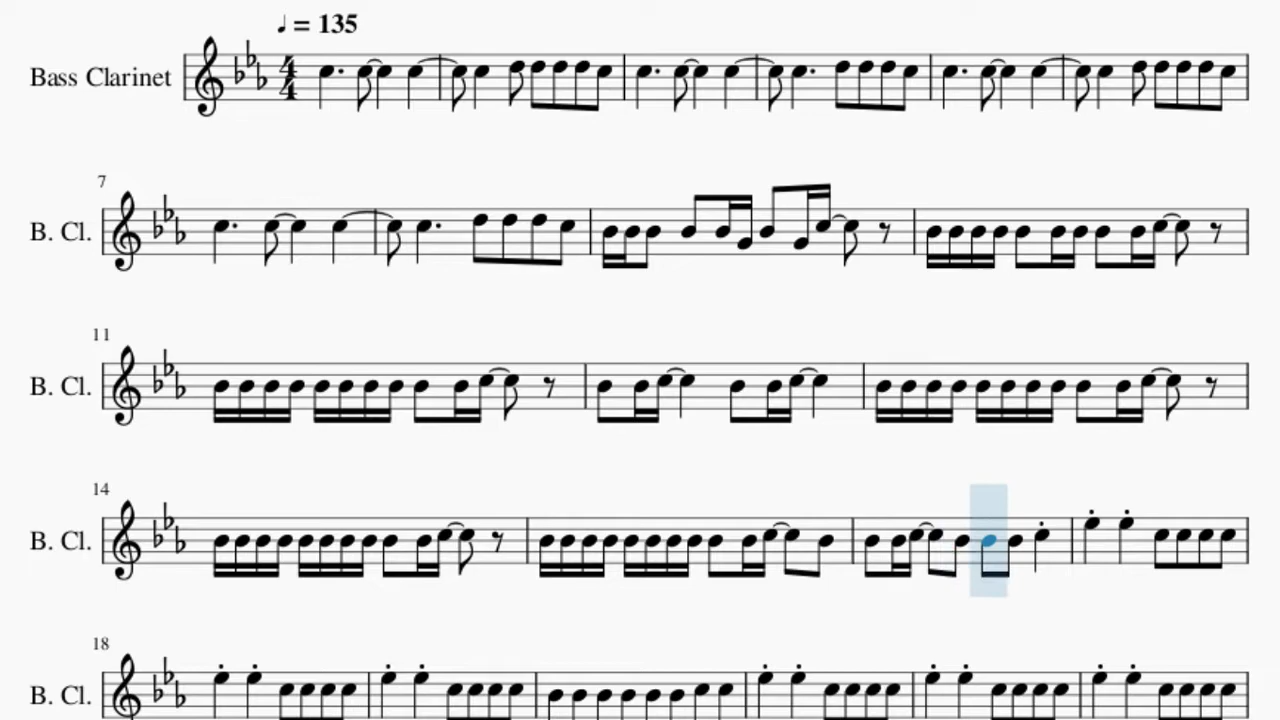 ♩ = 135
Bass Clarinet
4
4
7
B. Cl.
11
B. Cl.
14
B. Cl.
18
B. Cl.